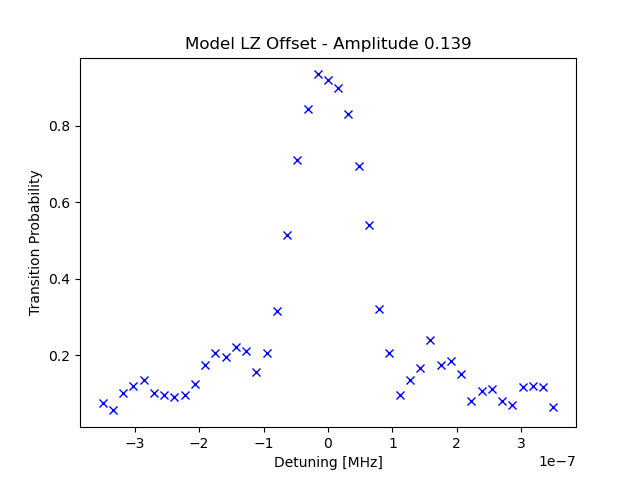 Model LZ Offset - Amplitude 0.139
Transition Probability
0.8
0.6
0.4
0.2
−3
−2
−1
0
1
2
3
1e−7
Detuning [MHz]